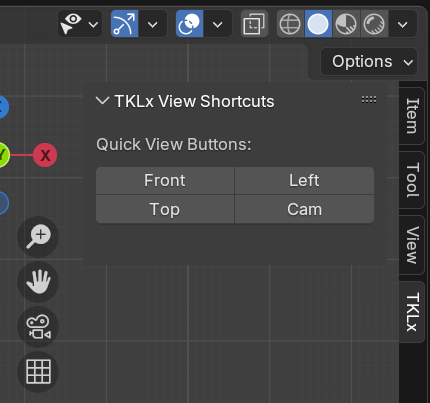 Options
TKLx View Shortcuts
Quick View Buttons:
Front Left
Top Cam
X
Y
Item
Tool
View
TKLx